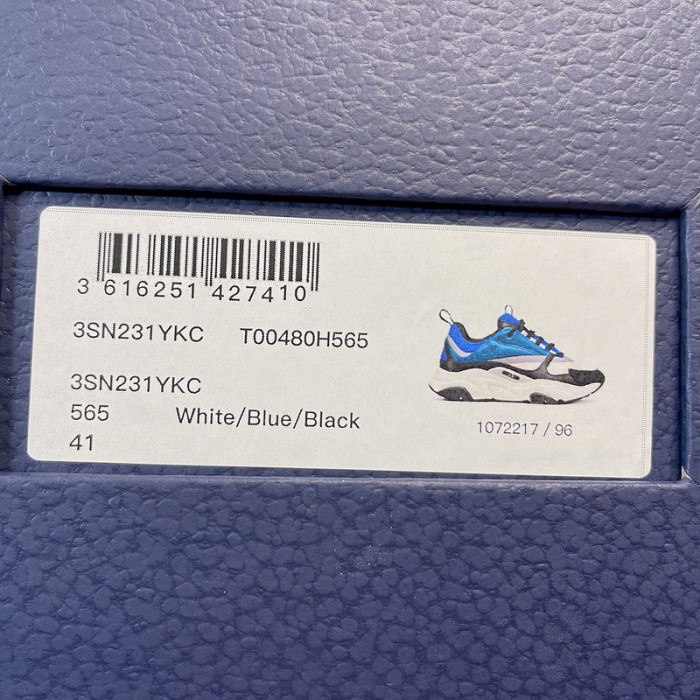 3 616251 427410
3SN231YKC T00480H565
3SN231YKC
565 White/Blue/Black
41
1072217 / 96